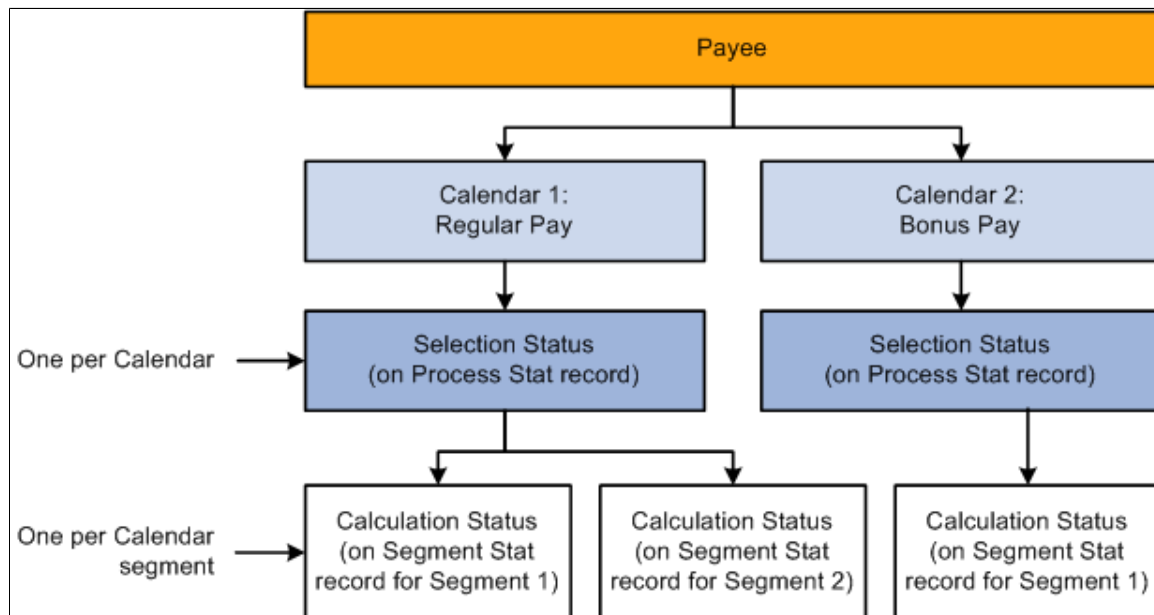 Payee
Calendar 1:
Regular Pay
Calendar 2:
Bonus Pay
One per Calendar
Selection Status
(on Process Stat record)
Selection Status
(on Process Stat record)
One per Calendar
segment
Calculation Status
(on Segment Stat
record for Segment 1)
Calculation Status
(on Segment Stat
record for Segment 2)
Calculation Status
(on Segment Stat
record for Segment 1)